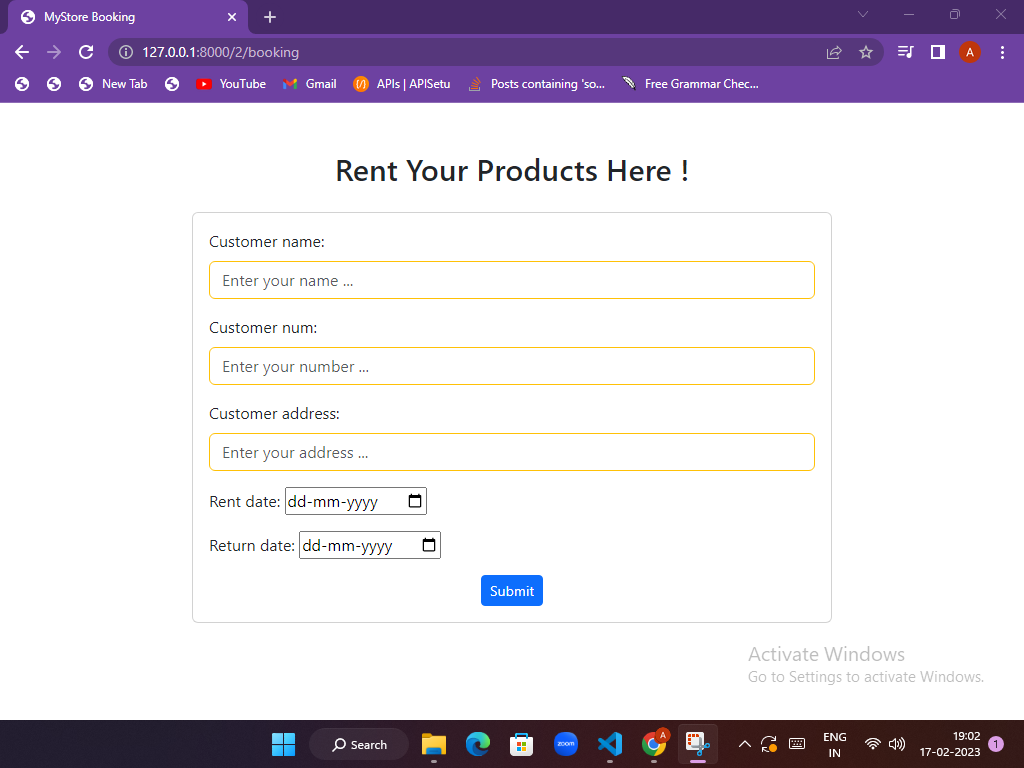 MyStore Booking
127.0.0.1:8000/2/booking
A
New Tab
YouTube
Gmail
APIs | APISetu
Posts containing 'so...
Free Grammar Chec...
Rent Your Products Here !
Customer name:
Enter your name ...
Customer num:
Enter your number ...
Customer address:
Enter your address ...
Rent date: dd-mm-yyyy
Return date: dd-mm-yyyy
Submit
Activate Windows
Go to Settings to activate Windows.
Search
zoom
A
ENG
IN
19:02
17-02-2023
1